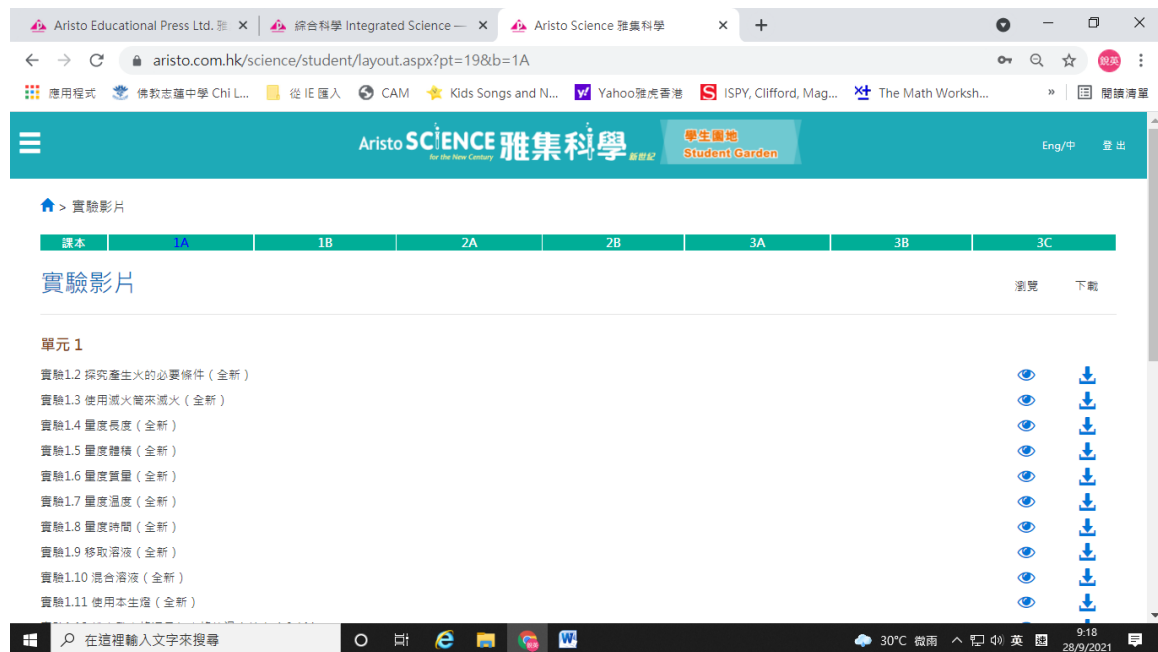 Aristo Educational Press Ltd. 雅
綜合科學 Integrated Science —
Aristo Science 雅集科學
aristo.com.hk/science/student/layout.aspx?pt=19&b=1A
銳英
應用程式 佛教志蓮中學 Chi L... 從 IE 匯入 CAM Kids Songs and N... Yahoo雅虎香港 ISPY, Clifford, Mag... The Math Worksh... » 閱讀清單
Aristo SCIENCE for the New Century 雅集科學 新世紀
學生園地
Student Garden
Eng/中 登出
> 實驗影片
課本 1A 1B 2A 2B 3A 3B 3C
實驗影片 瀏覽 下載
單元 1
實驗1.2 探究產生火的必要條件 ( 全新 )
實驗1.3 使用滅火筒來滅火 ( 全新 )
實驗1.4 量度長度 ( 全新 )
實驗1.5 量度體積 ( 全新 )
實驗1.6 量度質量 ( 全新 )
實驗1.7 量度溫度 ( 全新 )
實驗1.8 量度時間 ( 全新 )
實驗1.9 移取溶液 ( 全新 )
實驗1.10 混合溶液 ( 全新 )
實驗1.11 使用本生燈 ( 全新 )
在這裡輸入文字來搜尋
30°C 微雨 英 速
9:18
28/9/2021